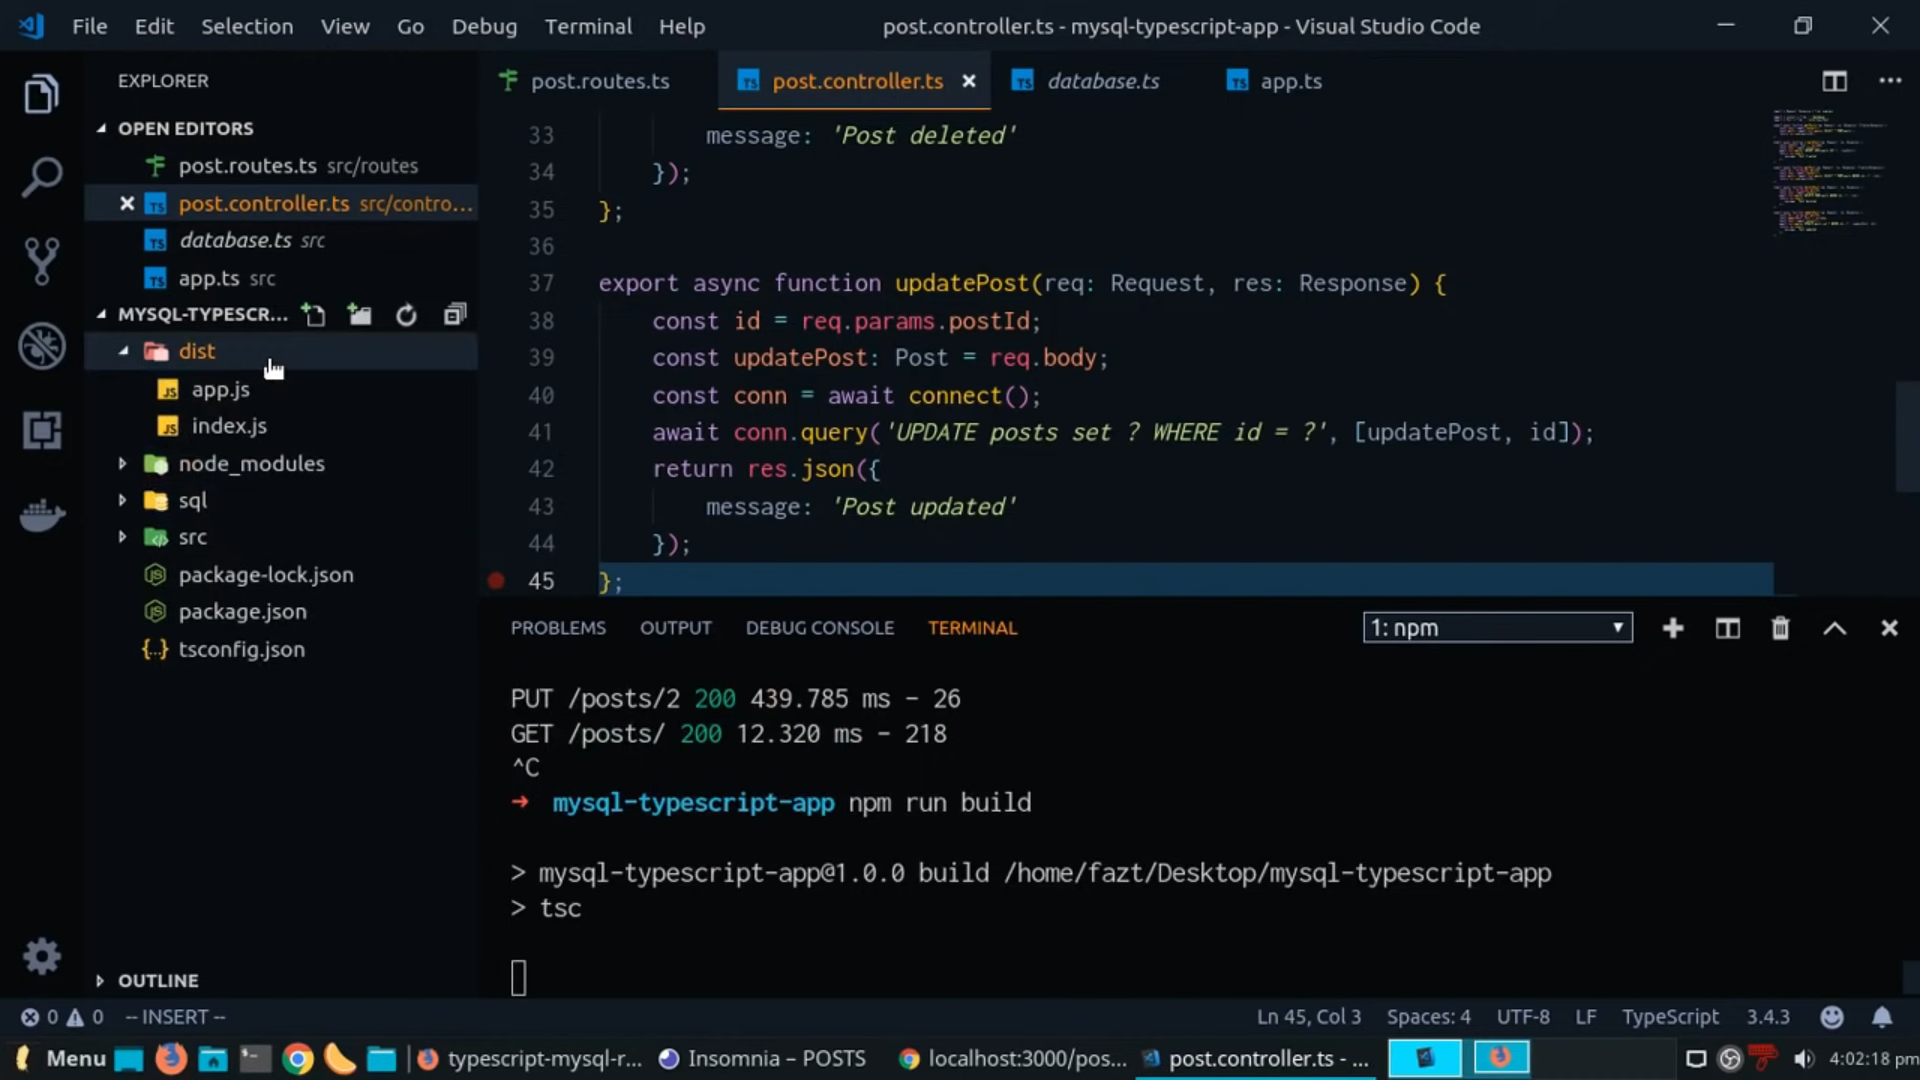 File Edit Selection View Go Debug Terminal Help
post.controller.ts - mysql-typescript-app - Visual Studio Code
EXPLORER
OPEN EDITORS
post.routes.ts src/routes
post.controller.ts src/contro...
database.ts src
app.ts src
MYSQL-TYPESCR...
dist
app.js
index.js
node_modules
sql
src
package-lock.json
package.json
tsconfig.json
OUTLINE
post.routes.ts post.controller.ts database.ts app.ts
33 message: 'Post deleted'
34 });
35 };
36
37 export async function updatePost(req: Request, res: Response) {
38 const id = req.params.postId;
39 const updatePost: Post = req.body;
40 const conn = await connect();
41 await conn.query('UPDATE posts set ? WHERE id = ?', [updatePost, id]);
42 return res.json({
43 message: 'Post updated'
44 });
45 };
PROBLEMS OUTPUT DEBUG CONSOLE TERMINAL
1: npm
PUT /posts/2 200 439.785 ms - 26
GET /posts/ 200 12.320 ms - 218
^C
→ mysql-typescript-app npm run build
> mysql-typescript-app@1.0.0 build /home/fazt/Desktop/mysql-typescript-app
> tsc
0 0 -- INSERT --
Ln 45, Col 3 Spaces: 4 UTF-8 LF TypeScript 3.4.3
Menu typescript-mysql-r... Insomnia – POSTS localhost:3000/pos... post.controller.ts - ... 4:02:18 pm